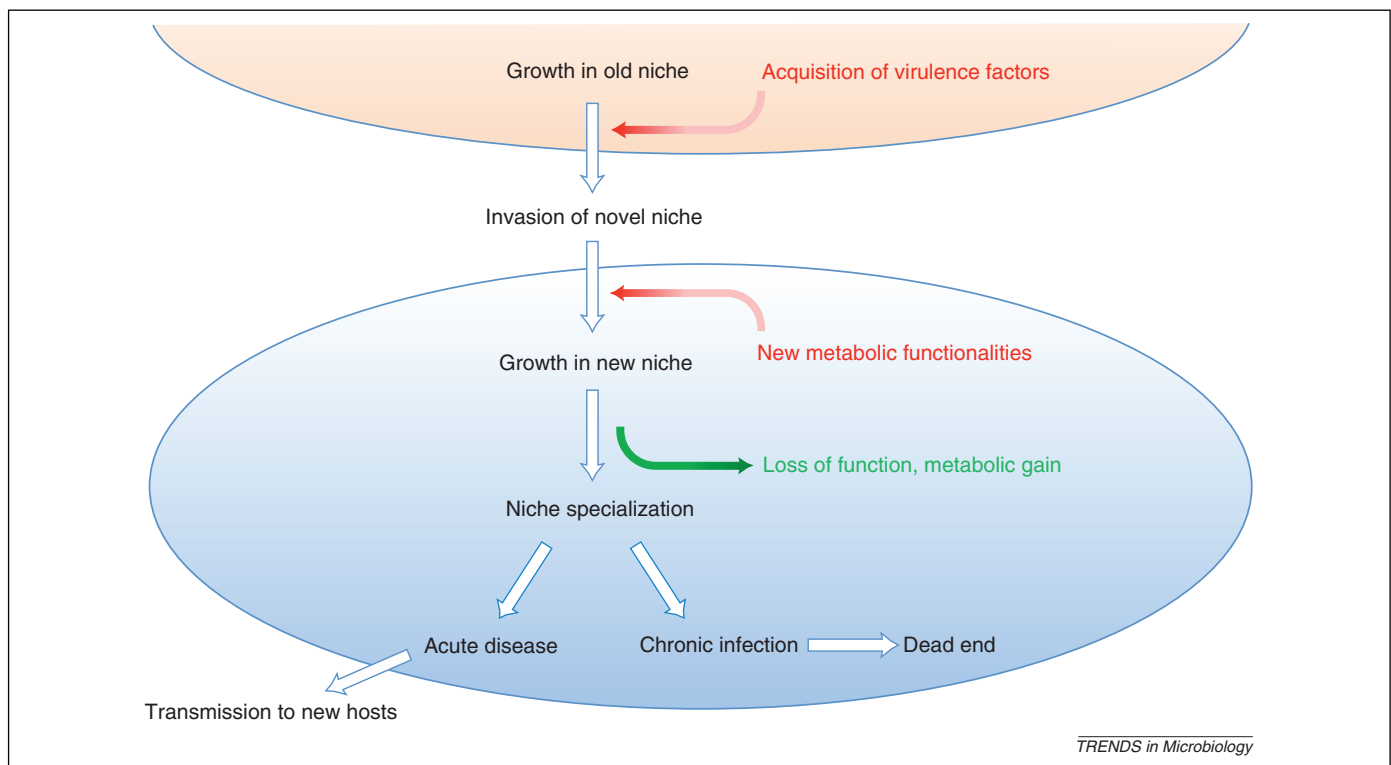 Growth in old niche
Acquisition of virulence factors
Invasion of novel niche
New metabolic functionalities
Growth in new niche
Loss of function, metabolic gain
Niche specialization
Acute disease
Chronic infection
Dead end
Transmission to new hosts
TRENDS in Microbiology